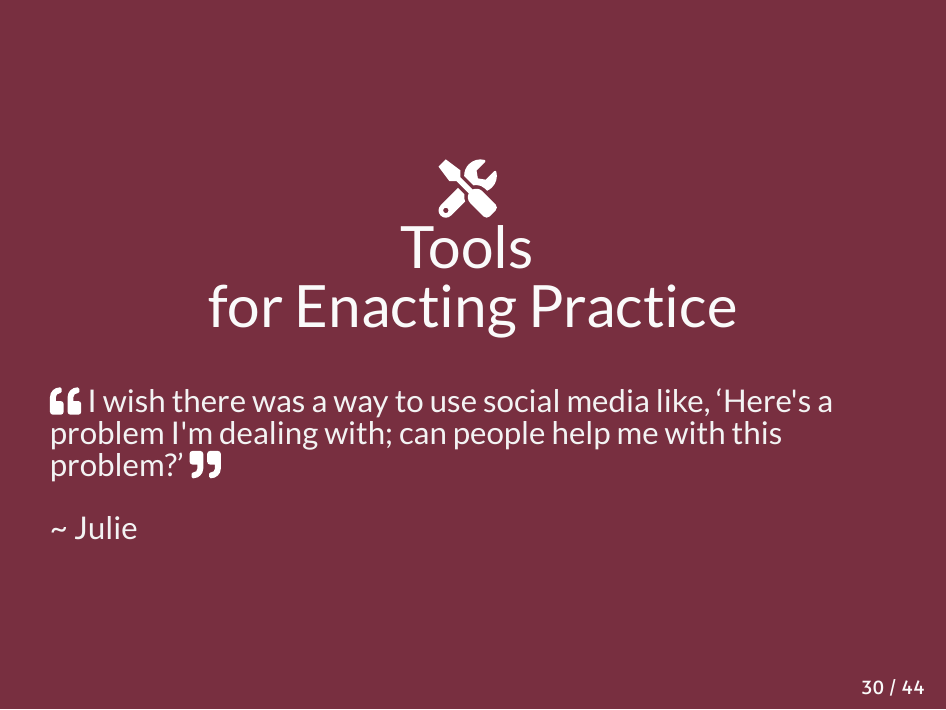 Tools
for Enacting Practice
“ I wish there was a way to use social media like, ‘Here's a
problem I'm dealing with; can people help me with this
problem?’ ”
~ Julie
30 / 44